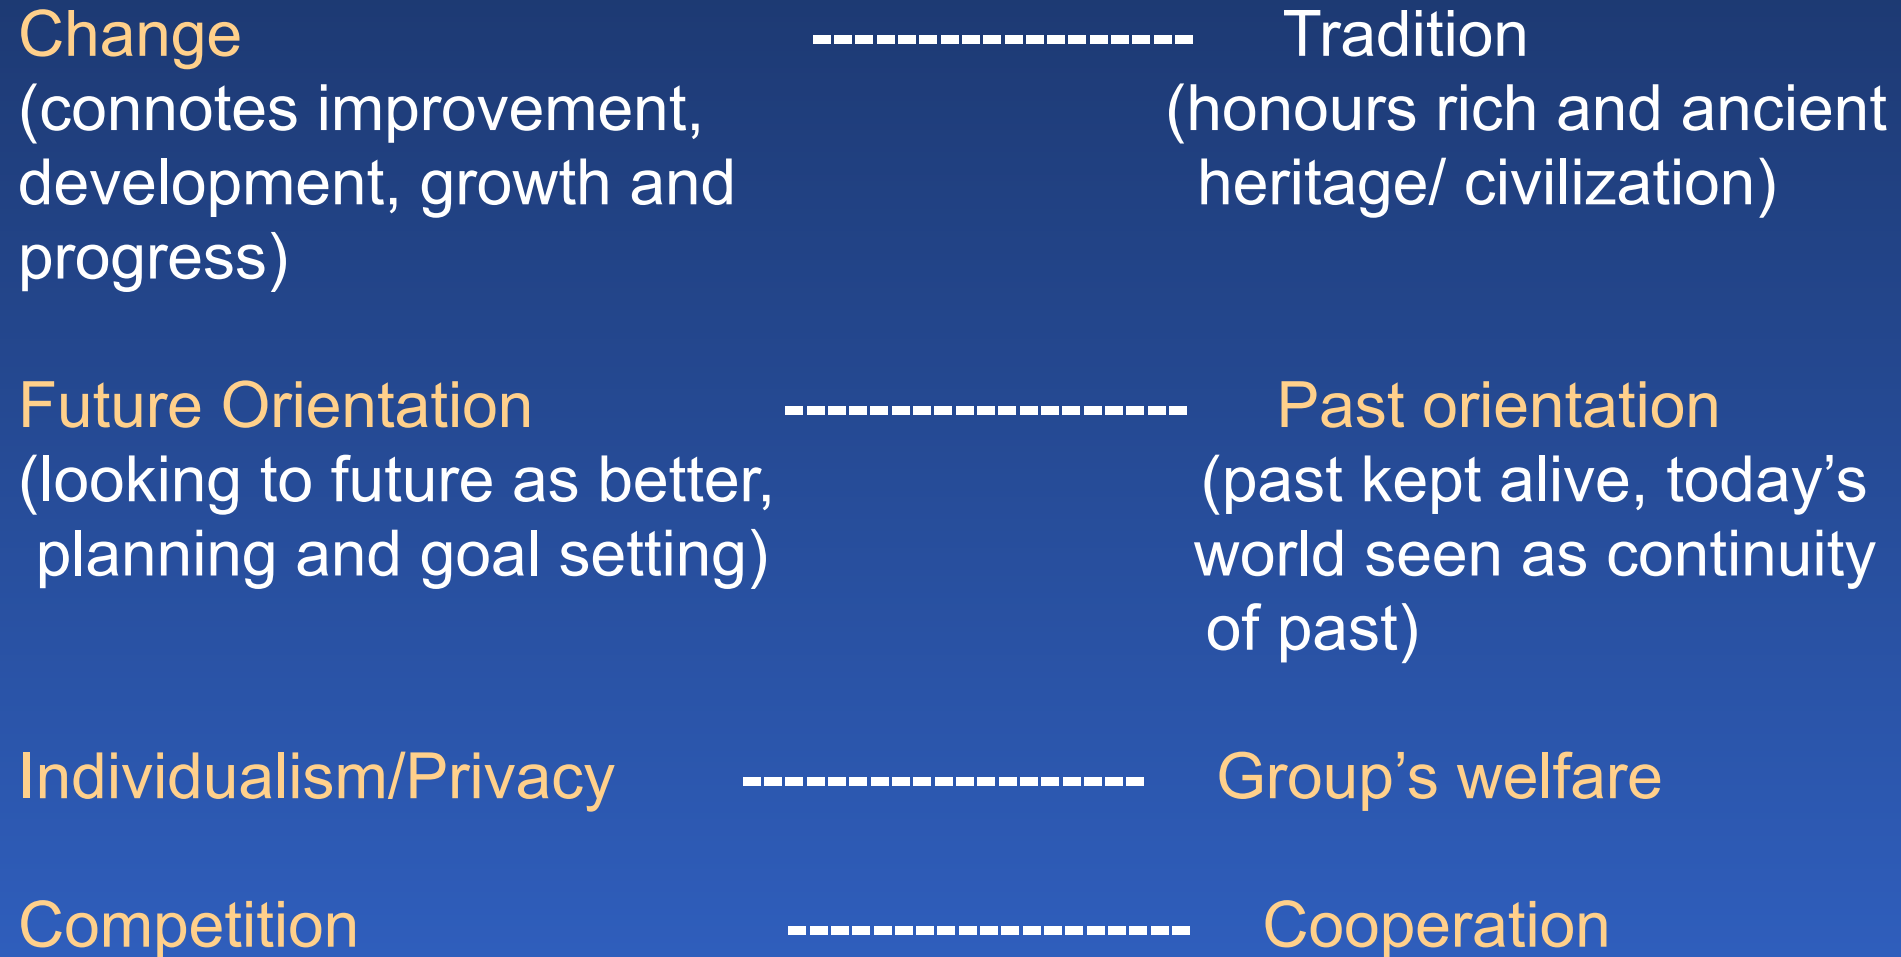 Change ------------------ Tradition
(connotes improvement, (honours rich and ancient
development, growth and heritage/ civilization)
progress)
Future Orientation ------------------- Past orientation
(looking to future as better, (past kept alive, today’s
planning and goal setting) world seen as continuity
of past)
Individualism/Privacy ------------------- Group’s welfare
Competition ------------------- Cooperation